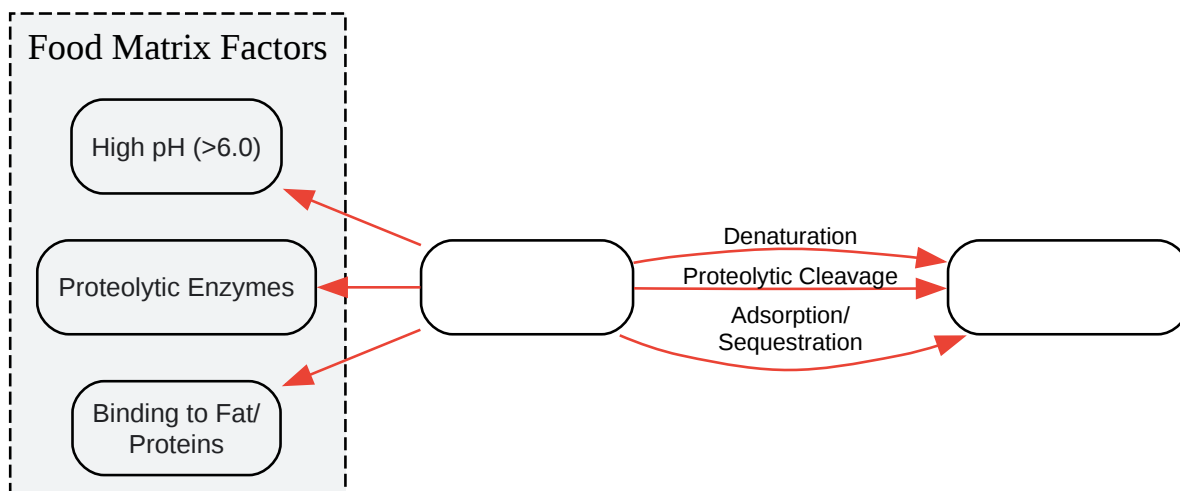 Food Matrix Factors
High pH (>6.0)
Proteolytic Enzymes
Binding to Fat/
Proteins
Denaturation
Proteolytic Cleavage
Adsorption/
Sequestration